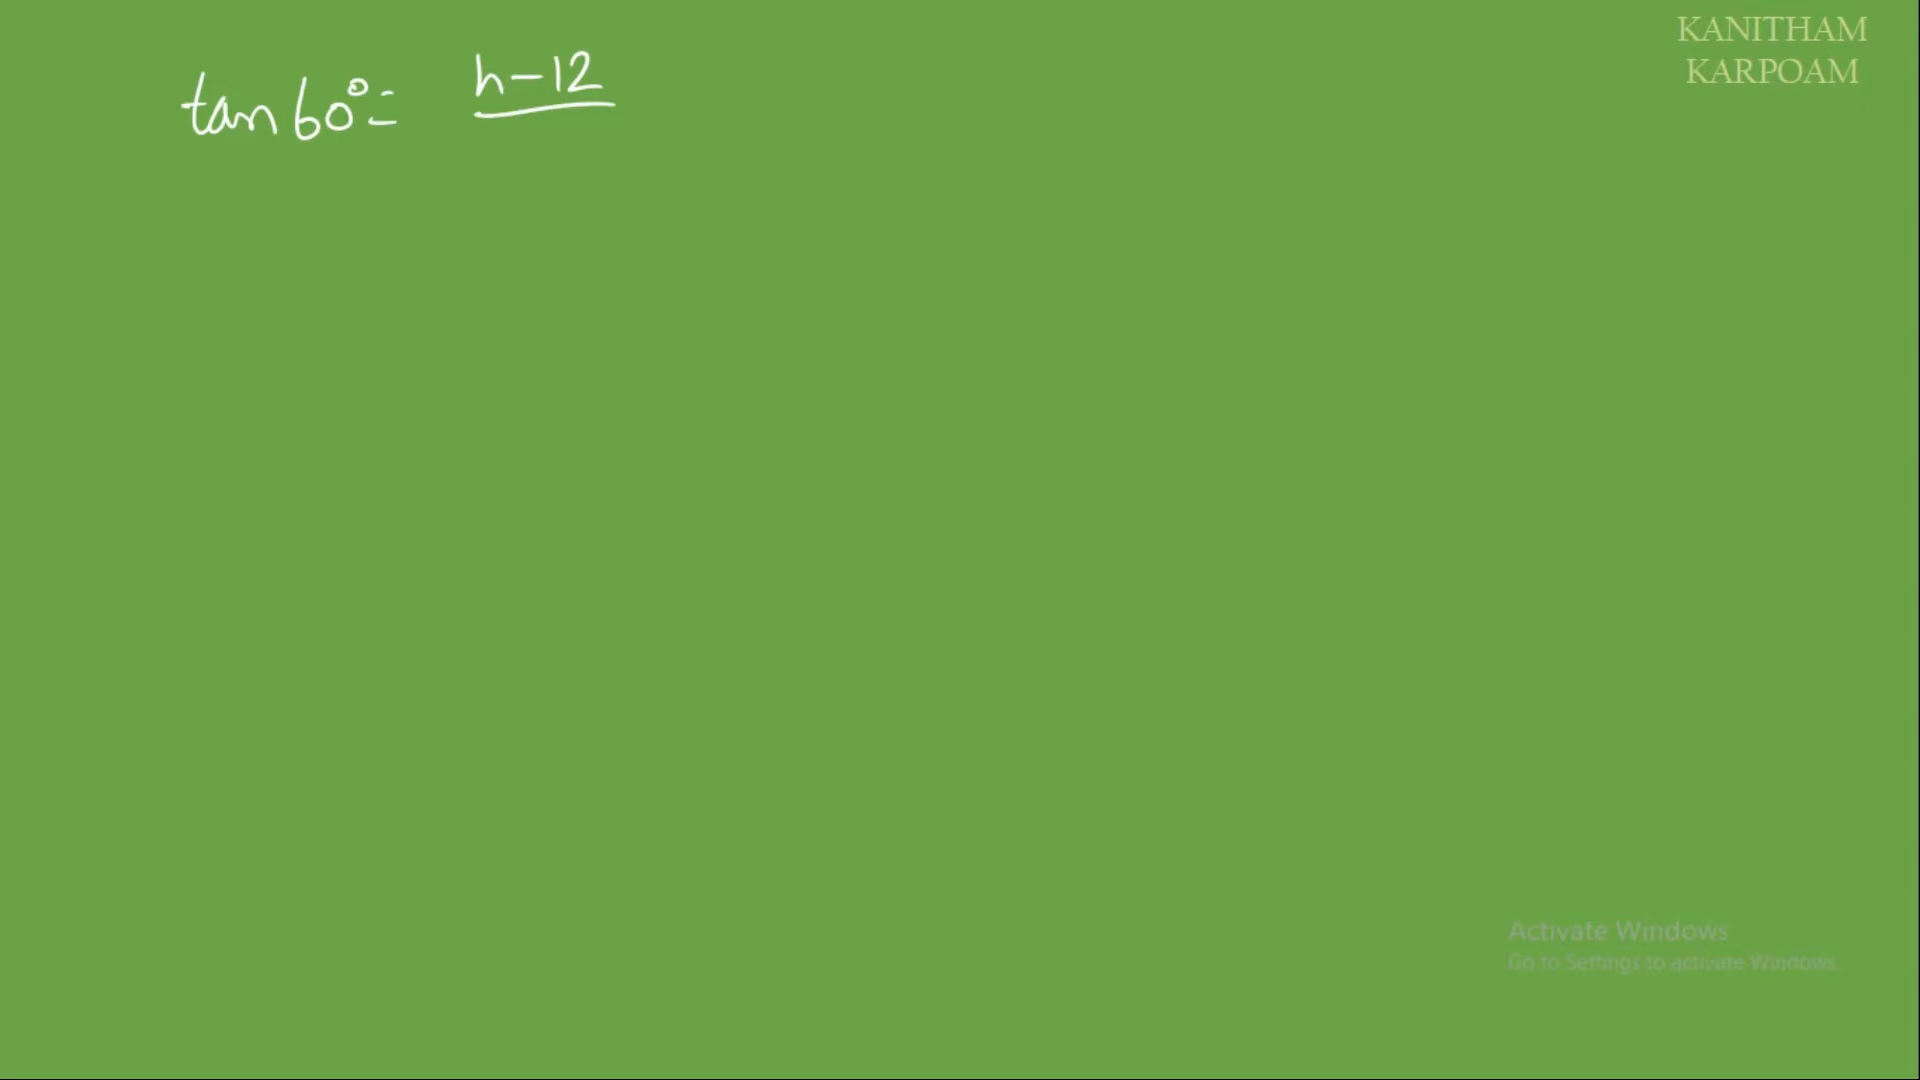 tan 60° = h-12
KANITHAM
KARPOAM
Activate Windows
Go to Settings to activate Windows.